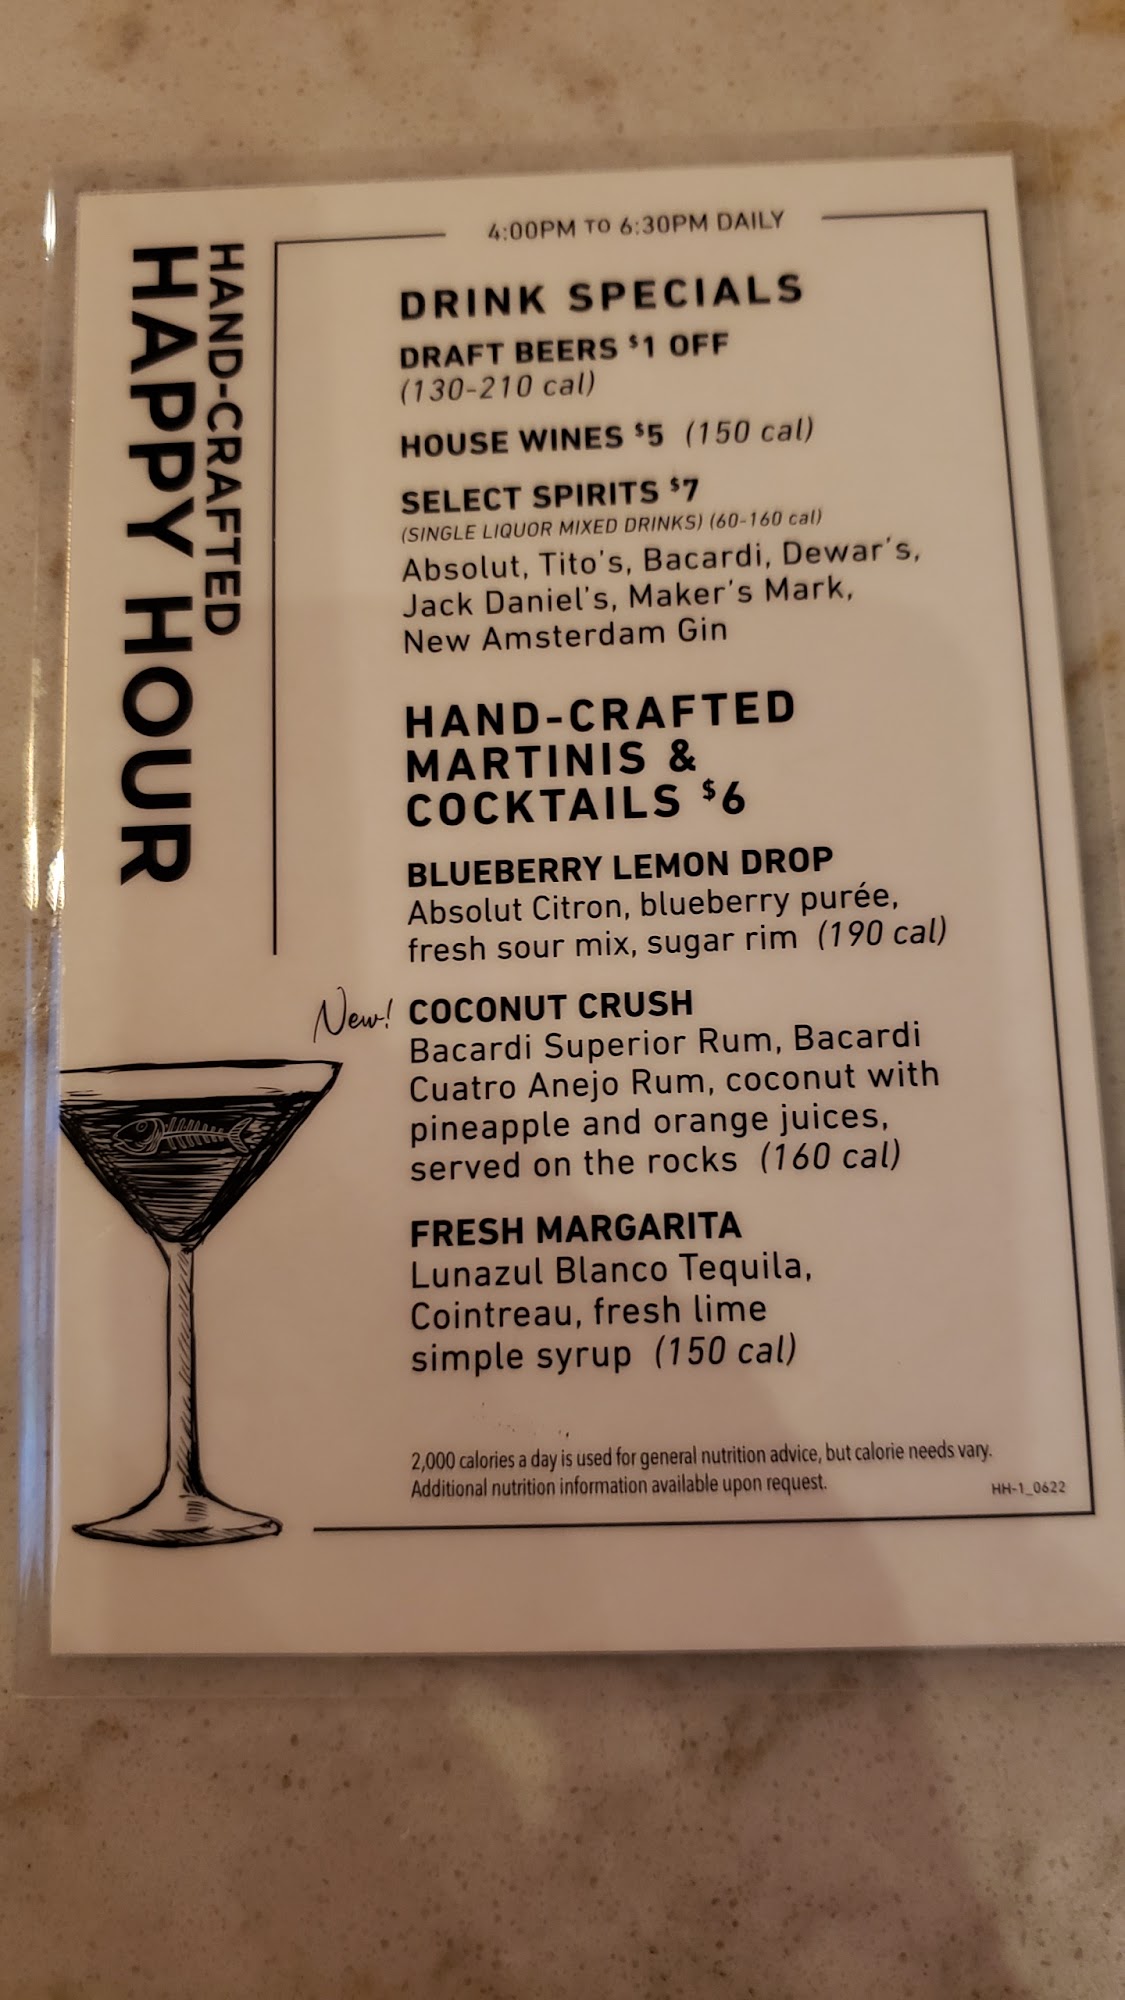 HAND-CRAFTED
HAPPY HOUR
4:00PM TO 6:30PM DAILY
DRINK SPECIALS
DRAFT BEERS $1 OFF
(130-210 cal)
HOUSE WINES $5 (150 cal)
SELECT SPIRITS $7
(SINGLE LIQUOR MIXED DRINKS) (60-160 cal)
Absolut, Tito's, Bacardi, Dewar's,
Jack Daniel's, Maker's Mark,
New Amsterdam Gin
HAND-CRAFTED
MARTINIS &
COCKTAILS $6
BLUEBERRY LEMON DROP
Absolut Citron, blueberry purée,
fresh sour mix, sugar rim (190 cal)
New! COCONUT CRUSH
Bacardi Superior Rum, Bacardi
Cuatro Anejo Rum, coconut with
pineapple and orange juices,
served on the rocks (160 cal)
FRESH MARGARITA
Lunazul Blanco Tequila,
Cointreau, fresh lime
simple syrup (150 cal)
2,000 calories a day is used for general nutrition advice, but calorie needs vary.
Additional nutrition information available upon request.
HH-1_0622